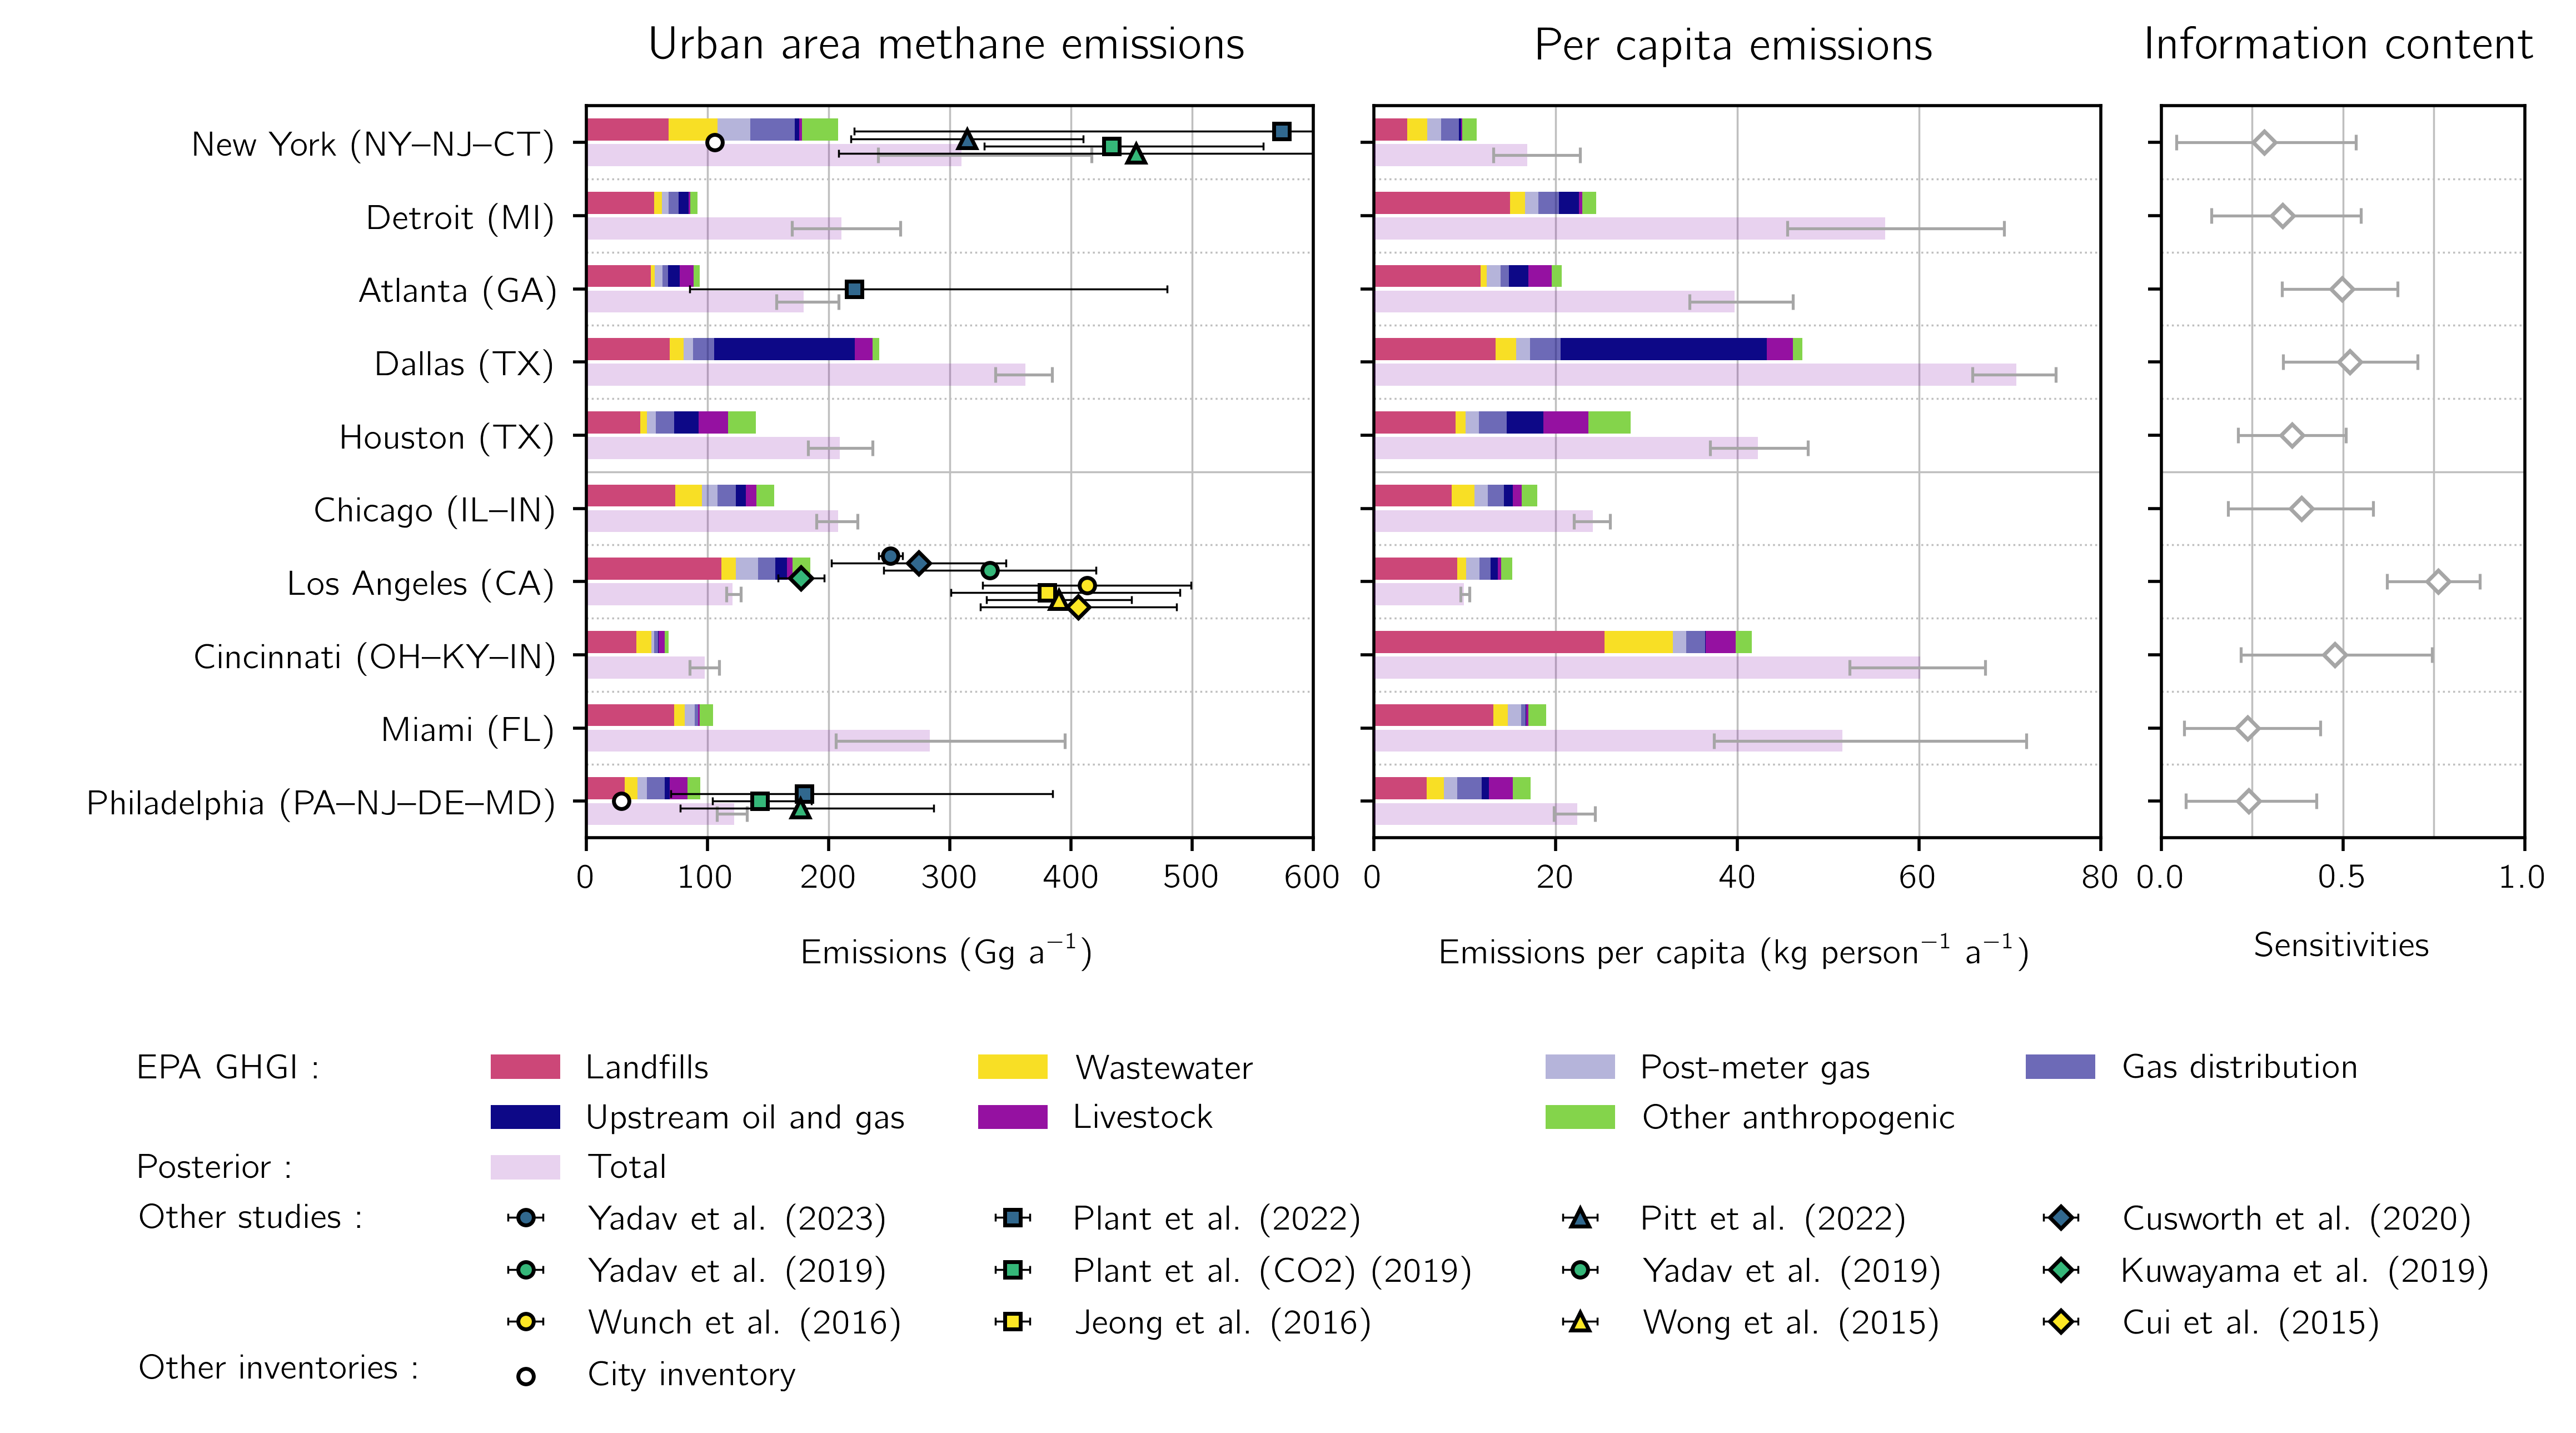 Urban area methane emissions
Per capita emissions
Information content
New York (NY–NJ–CT)
Detroit (MI)
Atlanta (GA)
Dallas (TX)
Houston (TX)
Chicago (IL–IN)
Los Angeles (CA)
Cincinnati (OH–KY–IN)
Miami (FL)
Philadelphia (PA–NJ–DE–MD)
0 100 200 300 400 500 600
0 20 40 60 80
0.0 0.5 1.0
Emissions (Gg a⁻¹)
Emissions per capita (kg person⁻¹ a⁻¹)
Sensitivities
EPA GHGI : Landfills Wastewater Post-meter gas Gas distribution
Upstream oil and gas Livestock Other anthropogenic
Posterior : Total
Other studies : Yadav et al. (2023) Plant et al. (2022) Pitt et al. (2022) Cusworth et al. (2020)
Yadav et al. (2019) Plant et al. (CO2) (2019) Yadav et al. (2019) Kuwayama et al. (2019)
Wunch et al. (2016) Jeong et al. (2016) Wong et al. (2015) Cui et al. (2015)
Other inventories : City inventory